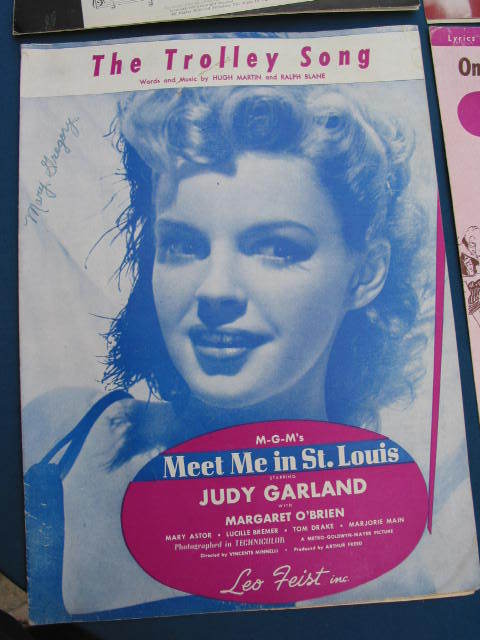 The Trolley Song
Words and Music by HUGH MARTIN and RALPH BLANE
Mary Gregory
M-G-M's
Meet Me in St. Louis
STARRING
JUDY GARLAND
WITH
MARGARET O'BRIEN
MARY ASTOR • LUCILLE BREMER • TOM DRAKE • MARJORIE MAIN
Photographed in TECHNICOLOR A METRO-GOLDWYN-MAYER PICTURE
Directed by VINCENTE MINNELLI • Produced by ARTHUR FREED
Leo Feist inc.
Lyrics
On